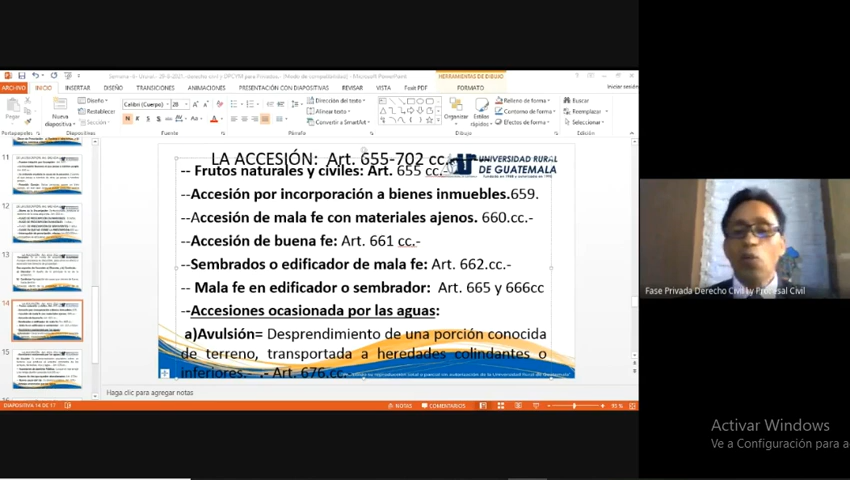 HERRAMIENTAS DE DIBUJO
ARCHIVO INICIO INSERTAR DISEÑO TRANSICIONES ANIMACIONES PRESENTACIÓN CON DIAPOSITIVAS REVISAR VISTA Foxit PDF FORMATO Iniciar sesión
Pegar
Nueva diapositiva
Diseño
Restablecer
Sección
Calibri (Cuerpo) 28
Dirección del texto
Alinear texto
Convertir a SmartArt
Organizar
Estilos rápidos
Relleno de forma
Contorno de forma
Efectos de forma
Buscar
Reemplazar
Seleccionar
Portapapeles Diapositivas Fuente Párrafo Dibujo Edición
11
12
13
14
15
LA ACCESIÓN: Art. 655-702 cc.
UNIVERSIDAD RURAL
DE GUATEMALA
-- Frutos naturales y civiles: Art. 655 cc.-
--Accesión por incorporación a bienes inmuebles.659.
--Accesión de mala fe con materiales ajenos. 660.cc.-
--Accesión de buena fe: Art. 661 cc.-
--Sembrados o edificador de mala fe: Art. 662.cc.-
-- Mala fe en edificador o sembrador: Art. 665 y 666cc
--Accesiones ocasionada por las aguas:
a)Avulsión= Desprendimiento de una porción conocida
de terreno, transportada a heredades colindantes o
inferiores.- .- Art. 676.cc.
Haga clic para agregar notas
DIAPOSITIVA 14 DE 17
NOTAS COMENTARIOS 95 %
Fase Privada Derecho Civil y Procesal Civil
Activar Windows
Ve a Configuración para a